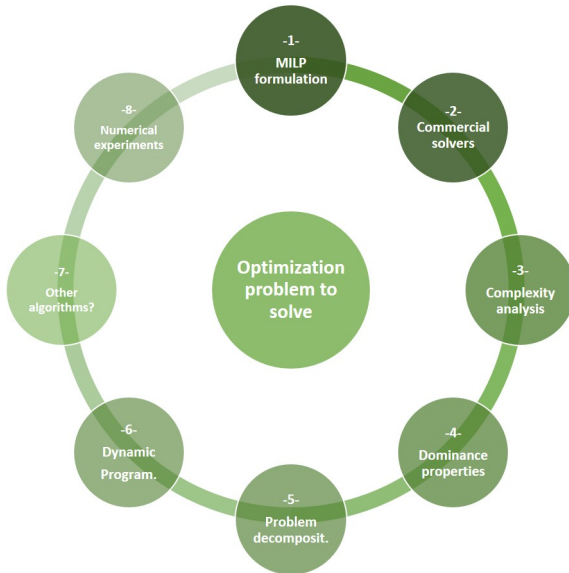 -1-
MILP
formulation
-2-
Commercial
solvers
-3-
Complexity
analysis
-4-
Dominance
properties
-5-
Problem
decomposit.
-6-
Dynamic
Program.
-7-
Other
algorithms?
-8-
Numerical
experiments
Optimization
problem to
solve